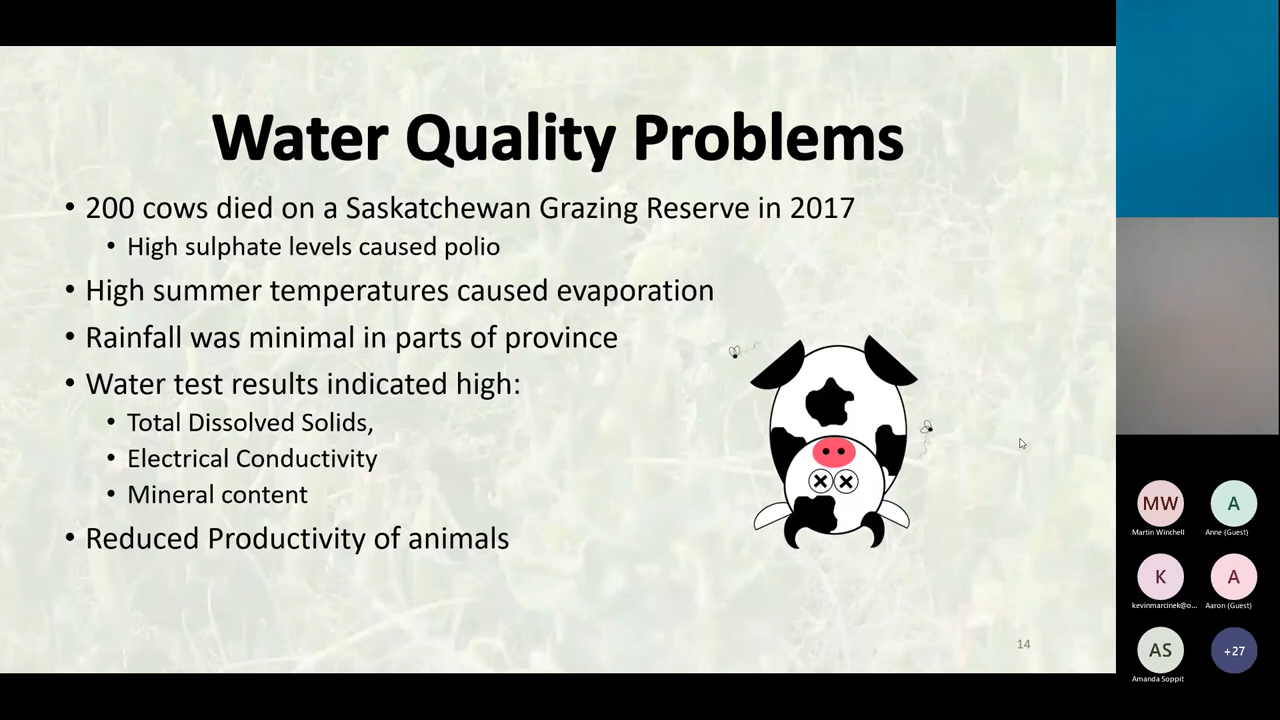 Water Quality Problems
• 200 cows died on a Saskatchewan Grazing Reserve in 2017
• High sulphate levels caused polio
• High summer temperatures caused evaporation
• Rainfall was minimal in parts of province
• Water test results indicated high:
• Total Dissolved Solids,
• Electrical Conductivity
• Mineral content
• Reduced Productivity of animals
14
MW
Martin Winchell
A
Anne (Guest)
K
kevinmarcinek@o...
A
Aaron (Guest)
AS
Amanda Soppit
+27